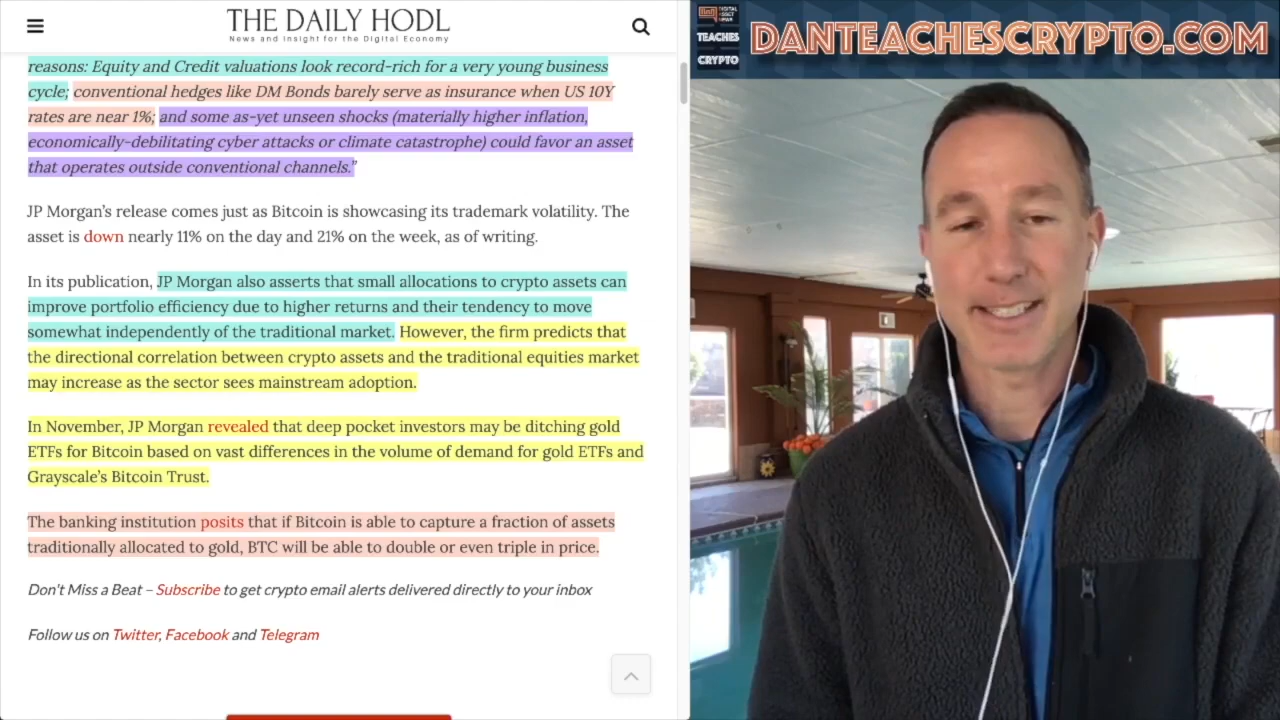 THE DAILY HODL
News and Insight for the Digital Economy
reasons: Equity and Credit valuations look record-rich for a very young business
cycle; conventional hedges like DM Bonds barely serve as insurance when US 10Y
rates are near 1%; and some as-yet unseen shocks (materially higher inflation,
economically-debilitating cyber attacks or climate catastrophe) could favor an asset
that operates outside conventional channels.”
JP Morgan’s release comes just as Bitcoin is showcasing its trademark volatility. The
asset is down nearly 11% on the day and 21% on the week, as of writing.
In its publication, JP Morgan also asserts that small allocations to crypto assets can
improve portfolio efficiency due to higher returns and their tendency to move
somewhat independently of the traditional market. However, the firm predicts that
the directional correlation between crypto assets and the traditional equities market
may increase as the sector sees mainstream adoption.
In November, JP Morgan revealed that deep pocket investors may be ditching gold
ETFs for Bitcoin based on vast differences in the volume of demand for gold ETFs and
Grayscale’s Bitcoin Trust.
The banking institution posits that if Bitcoin is able to capture a fraction of assets
traditionally allocated to gold, BTC will be able to double or even triple in price.
Don't Miss a Beat – Subscribe to get crypto email alerts delivered directly to your inbox
Follow us on Twitter, Facebook and Telegram
DIGITAL
ASSET
NEWS
TEACHES
CRYPTO
DANTEACHESCRYPTO.COM